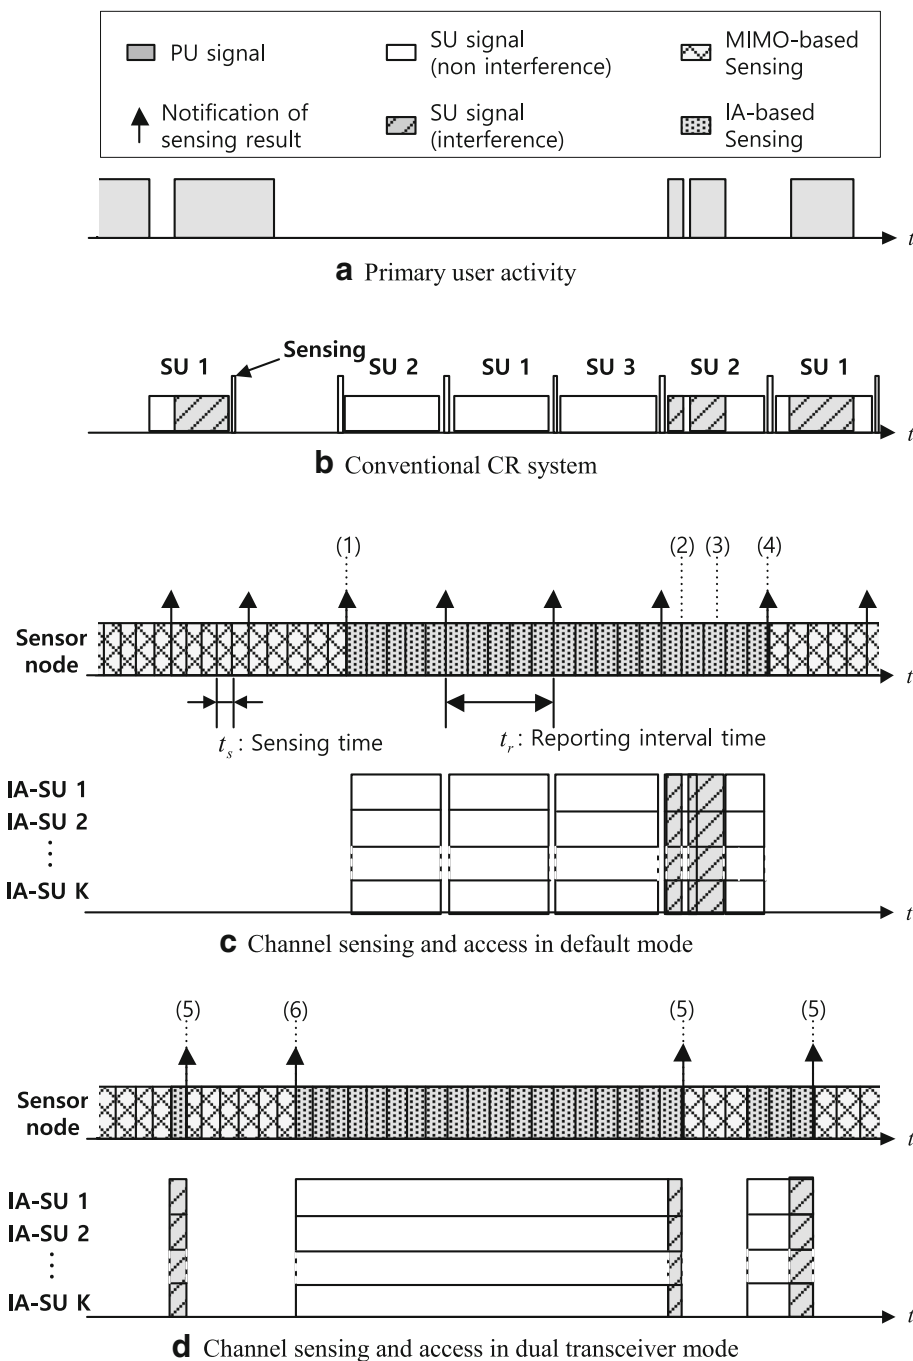 PU signal
SU signal
(non interference)
MIMO-based
Sensing
Notification of
sensing result
SU signal
(interference)
IA-based
Sensing
t
a Primary user activity
Sensing
SU 1
SU 2
SU 1
SU 3
SU 2
SU 1
t
b Conventional CR system
(1)
(2)
(3)
(4)
Sensor
node
t
t_s : Sensing time
t_r : Reporting interval time
IA-SU 1
IA-SU 2
⋮
IA-SU K
t
c Channel sensing and access in default mode
(5)
(6)
(5)
(5)
Sensor
node
t
IA-SU 1
IA-SU 2
⋮
IA-SU K
t
d Channel sensing and access in dual transceiver mode